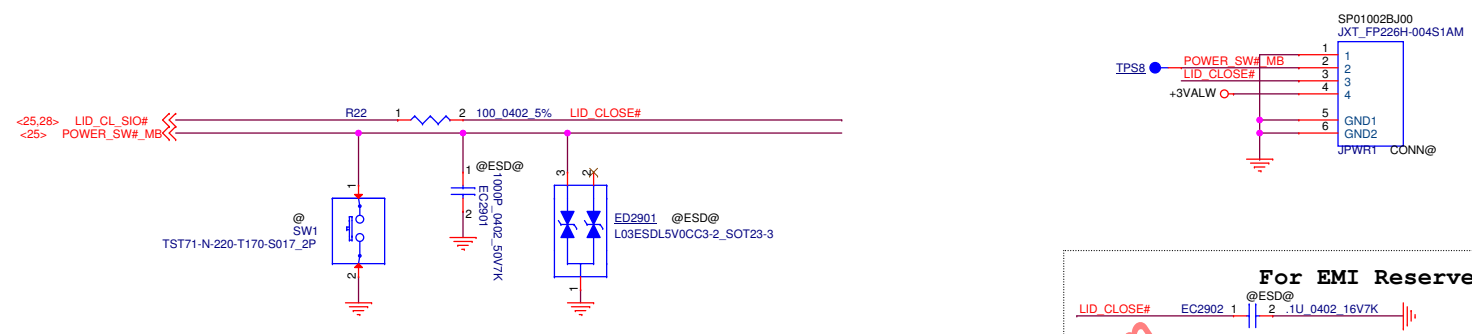 SP01002BJ00
JXT_FP226H-004S1AM
1 1
POWER_SW#_MB 2 2
TPS8
LID_CLOSE# 3 3
+3VALW 4 4
5 GND1
6 GND2
JPWR1 CONN@
<25,28> LID_CL_SIO# R22 1 2 100_0402_5% LID_CLOSE#
<25> POWER_SW#_MB
1 @ESD@
1000P_0402_50V7K
EC2901
2
1
@
SW1
TST71-N-220-T170-S017_2P
2
3 2
ED2901 @ESD@
L03ESDL5V0CC3-2_SOT23-3
1
For EMI Reserve
@ESD@
LID_CLOSE# EC2902 1 2 .1U_0402_16V7K